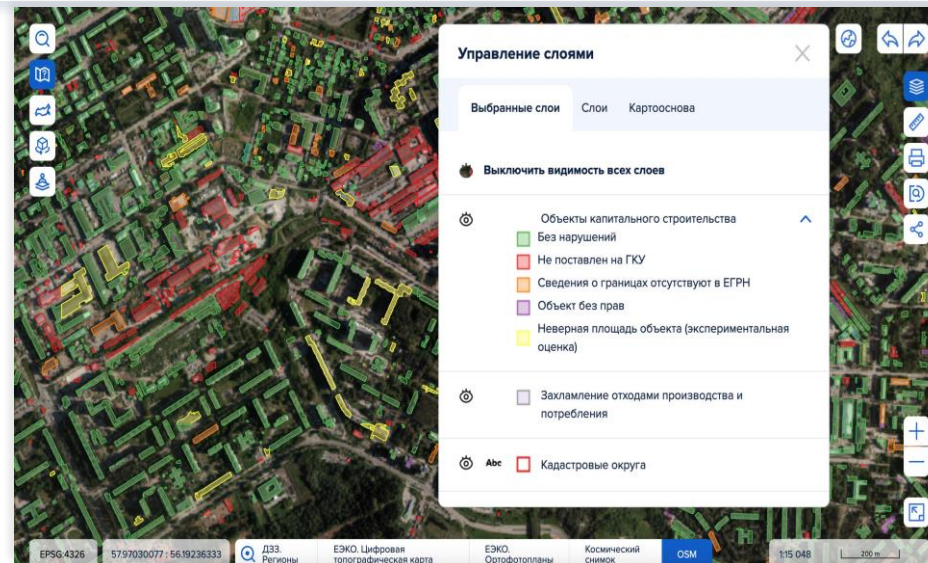 Управление слоями
Выбранные слои Слои Картооснова
Выключить видимость всех слоев
Объекты капитального строительства
Без нарушений
Не поставлен на ГКУ
Сведения о границах отсутствуют в ЕГРН
Объект без прав
Неверная площадь объекта (экспериментальная
оценка)
Захламление отходами производства и
потребления
Abc Кадастровые округа
EPSG:4326 57.97030077 : 56.19236333 ДЗЗ. ЕЭКО. Цифровая ЕЭКО. Космический OSM 1:15 048 200 m
Регионы топографическая карта Ортофотопланы снимок